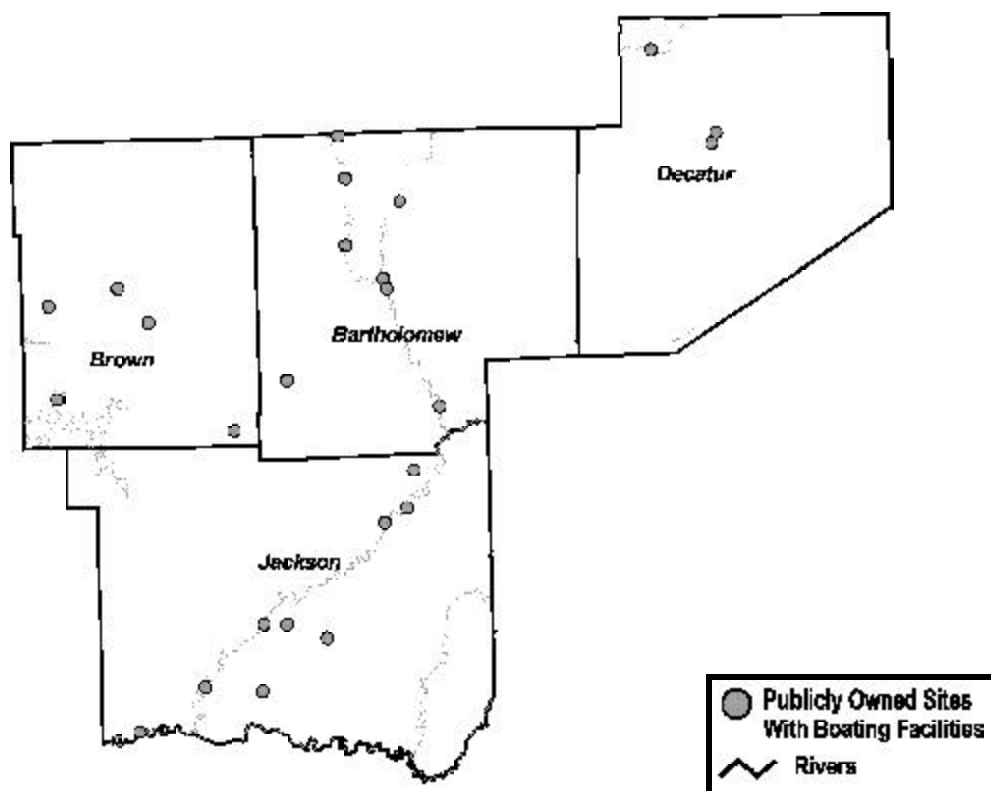 Decatur
Bartholomew
Brown
Jackson
Publicly Owned Sites
With Boating Facilities
Rivers